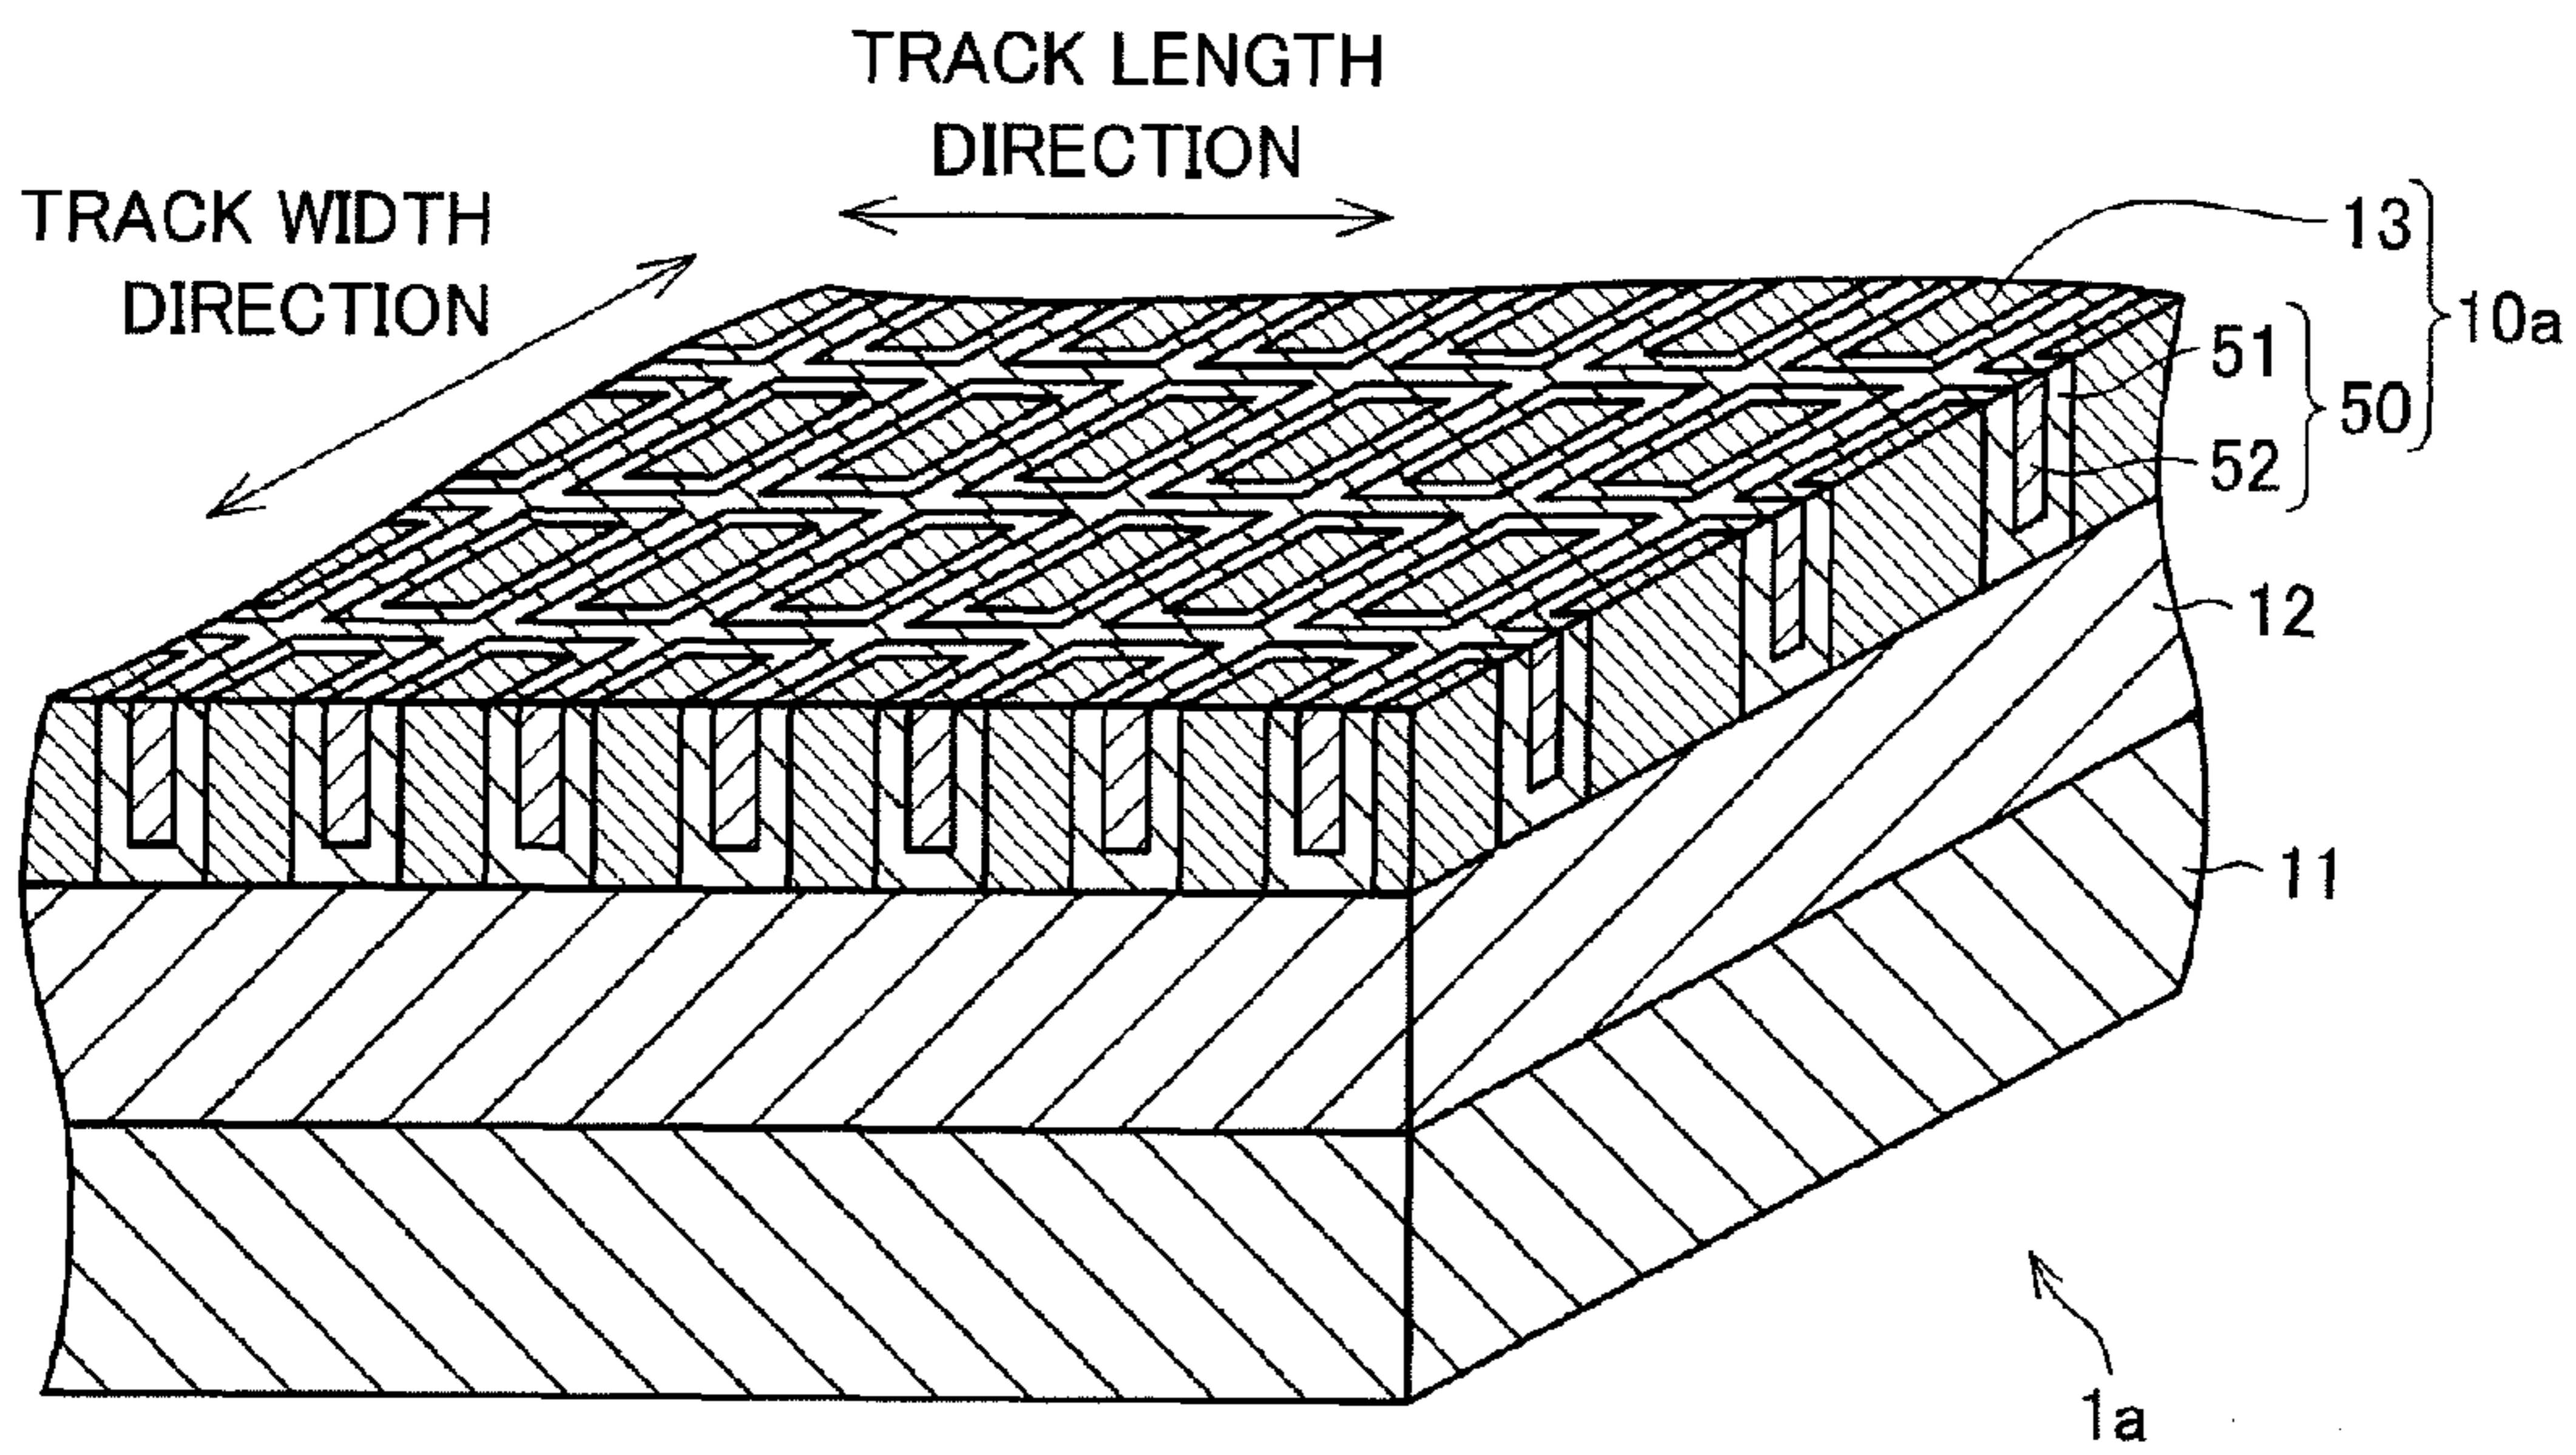 TRACK LENGTH
DIRECTION
TRACK WIDTH
DIRECTION
13
10a
51
50
52
12
11
1a